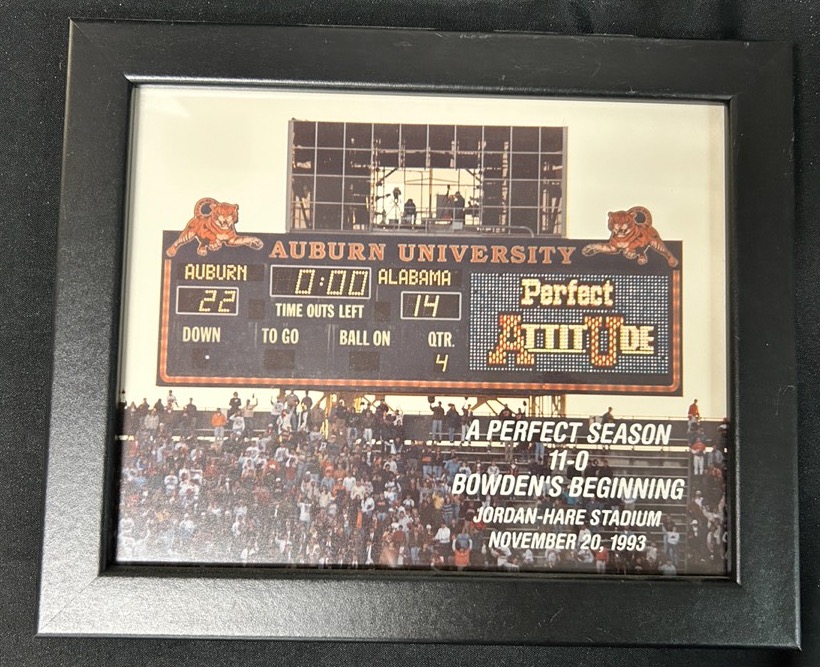 AUBURN UNIVERSITY
AUBURN 0:00 ALABAMA
22 14
TIME OUTS LEFT
DOWN TO GO BALL ON QTR.
4
Perfect
ATTITUDE
A PERFECT SEASON
11-0
BOWDEN'S BEGINNING
JORDAN-HARE STADIUM
NOVEMBER 20, 1993